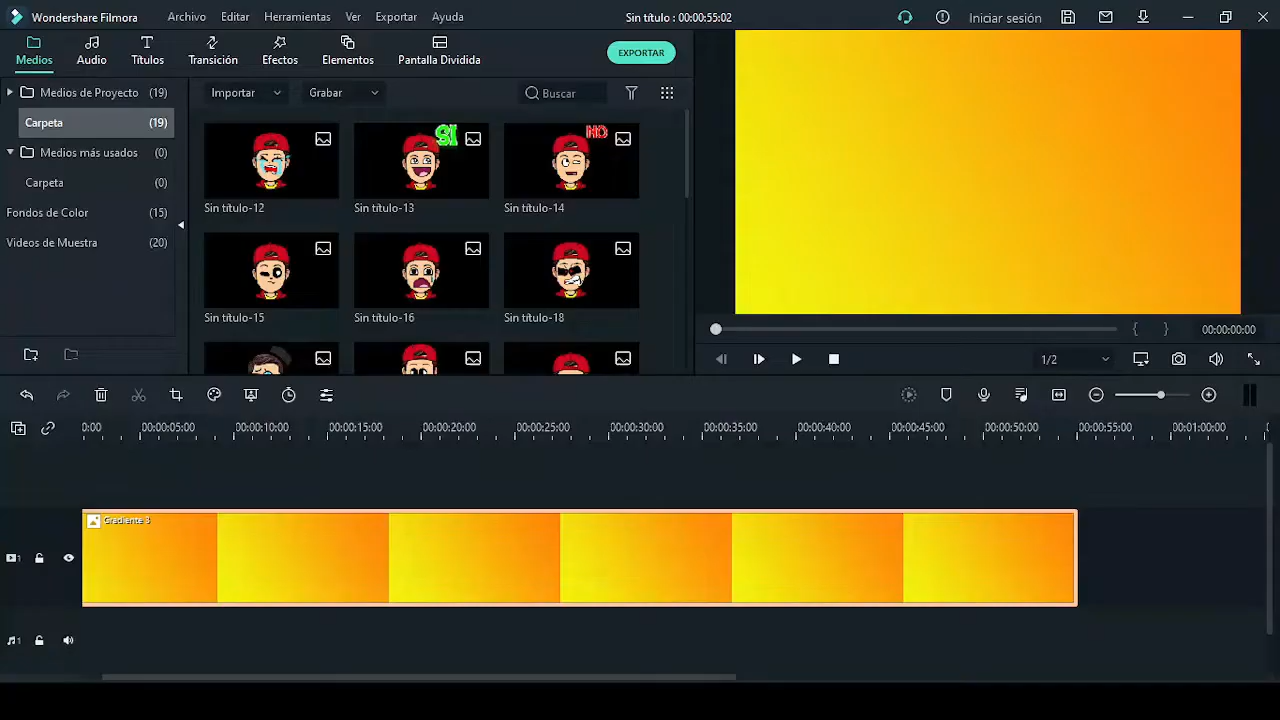 Wondershare Filmora Archivo Editar Herramientas Ver Exportar Ayuda Sin título : 00:00:55:02 Iniciar sesión
Medios Audio Títulos Transición Efectos Elementos Pantalla Dividida EXPORTAR
Medios de Proyecto (19) Importar Grabar Buscar
Carpeta (19)
Medios más usados (0)
Carpeta (0)
Fondos de Color (15)
Videos de Muestra (20)
SI NO
Sin título-12 Sin título-13 Sin título-14
Sin título-15 Sin título-16 Sin título-18
{ } 00:00:00:00
1/2
0:00 00:00:05:00 00:00:10:00 00:00:15:00 00:00:20:00 00:00:25:00 00:00:30:00 00:00:35:00 00:00:40:00 00:00:45:00 00:00:50:00 00:00:55:00 00:01:00:00
Gradiente 3
1
1